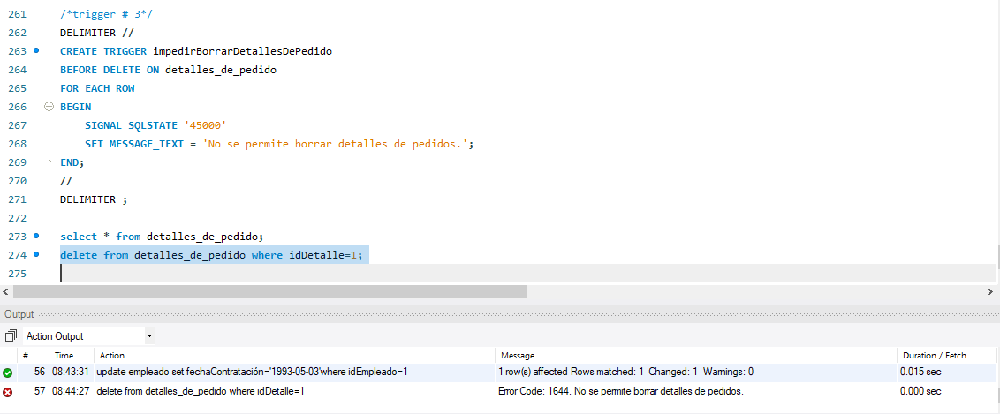 261 /*trigger # 3*/
262 DELIMITER //
263 CREATE TRIGGER impedirBorrarDetallesDePedido
264 BEFORE DELETE ON detalles_de_pedido
265 FOR EACH ROW
266 BEGIN
267 SIGNAL SQLSTATE '45000'
268 SET MESSAGE_TEXT = 'No se permite borrar detalles de pedidos.';
269 END;
270 //
271 DELIMITER ;
272
273 select * from detalles_de_pedido;
274 delete from detalles_de_pedido where idDetalle=1;
275
Output
Action Output
# Time Action Message Duration / Fetch
56 08:43:31 update empleado set fechaContratación='1993-05-03'where idEmpleado=1 1 row(s) affected Rows matched: 1 Changed: 1 Warnings: 0 0.015 sec
57 08:44:27 delete from detalles_de_pedido where idDetalle=1 Error Code: 1644. No se permite borrar detalles de pedidos. 0.000 sec